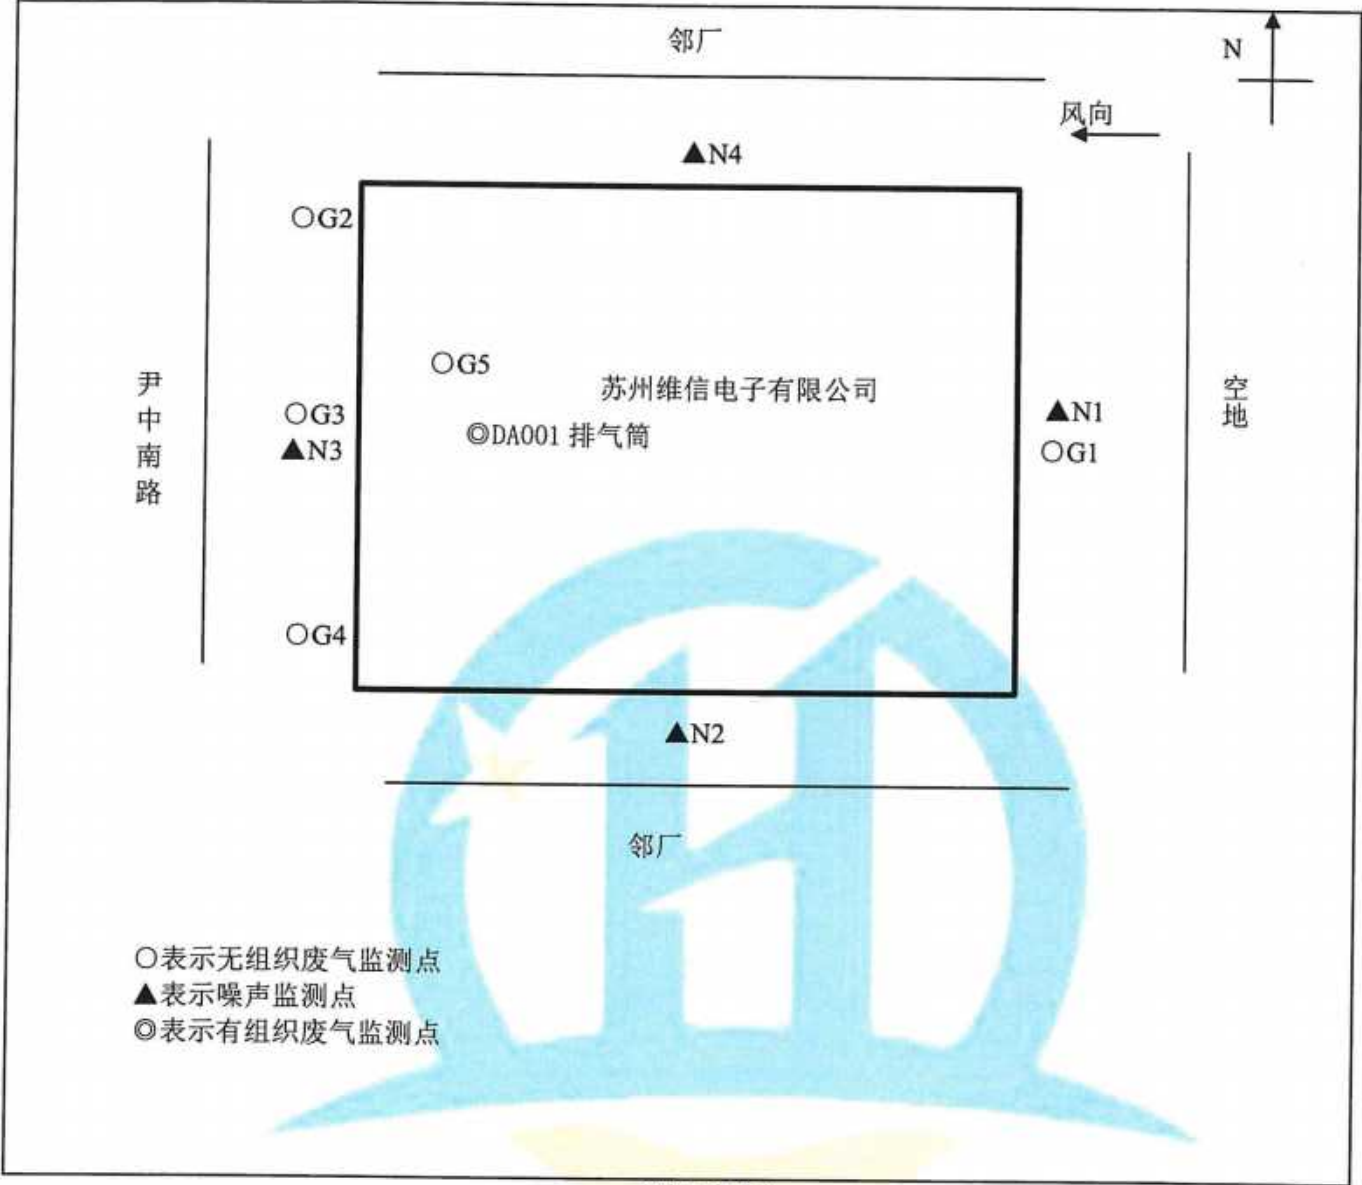 邻厂
N
风向
▲N4
○G2
○G5
苏州维信电子有限公司
尹中南路
○G3
▲N3
◎DA001 排气筒
▲N1
○G1
空地
○G4
▲N2
邻厂
○表示无组织废气监测点
▲表示噪声监测点
◎表示有组织废气监测点